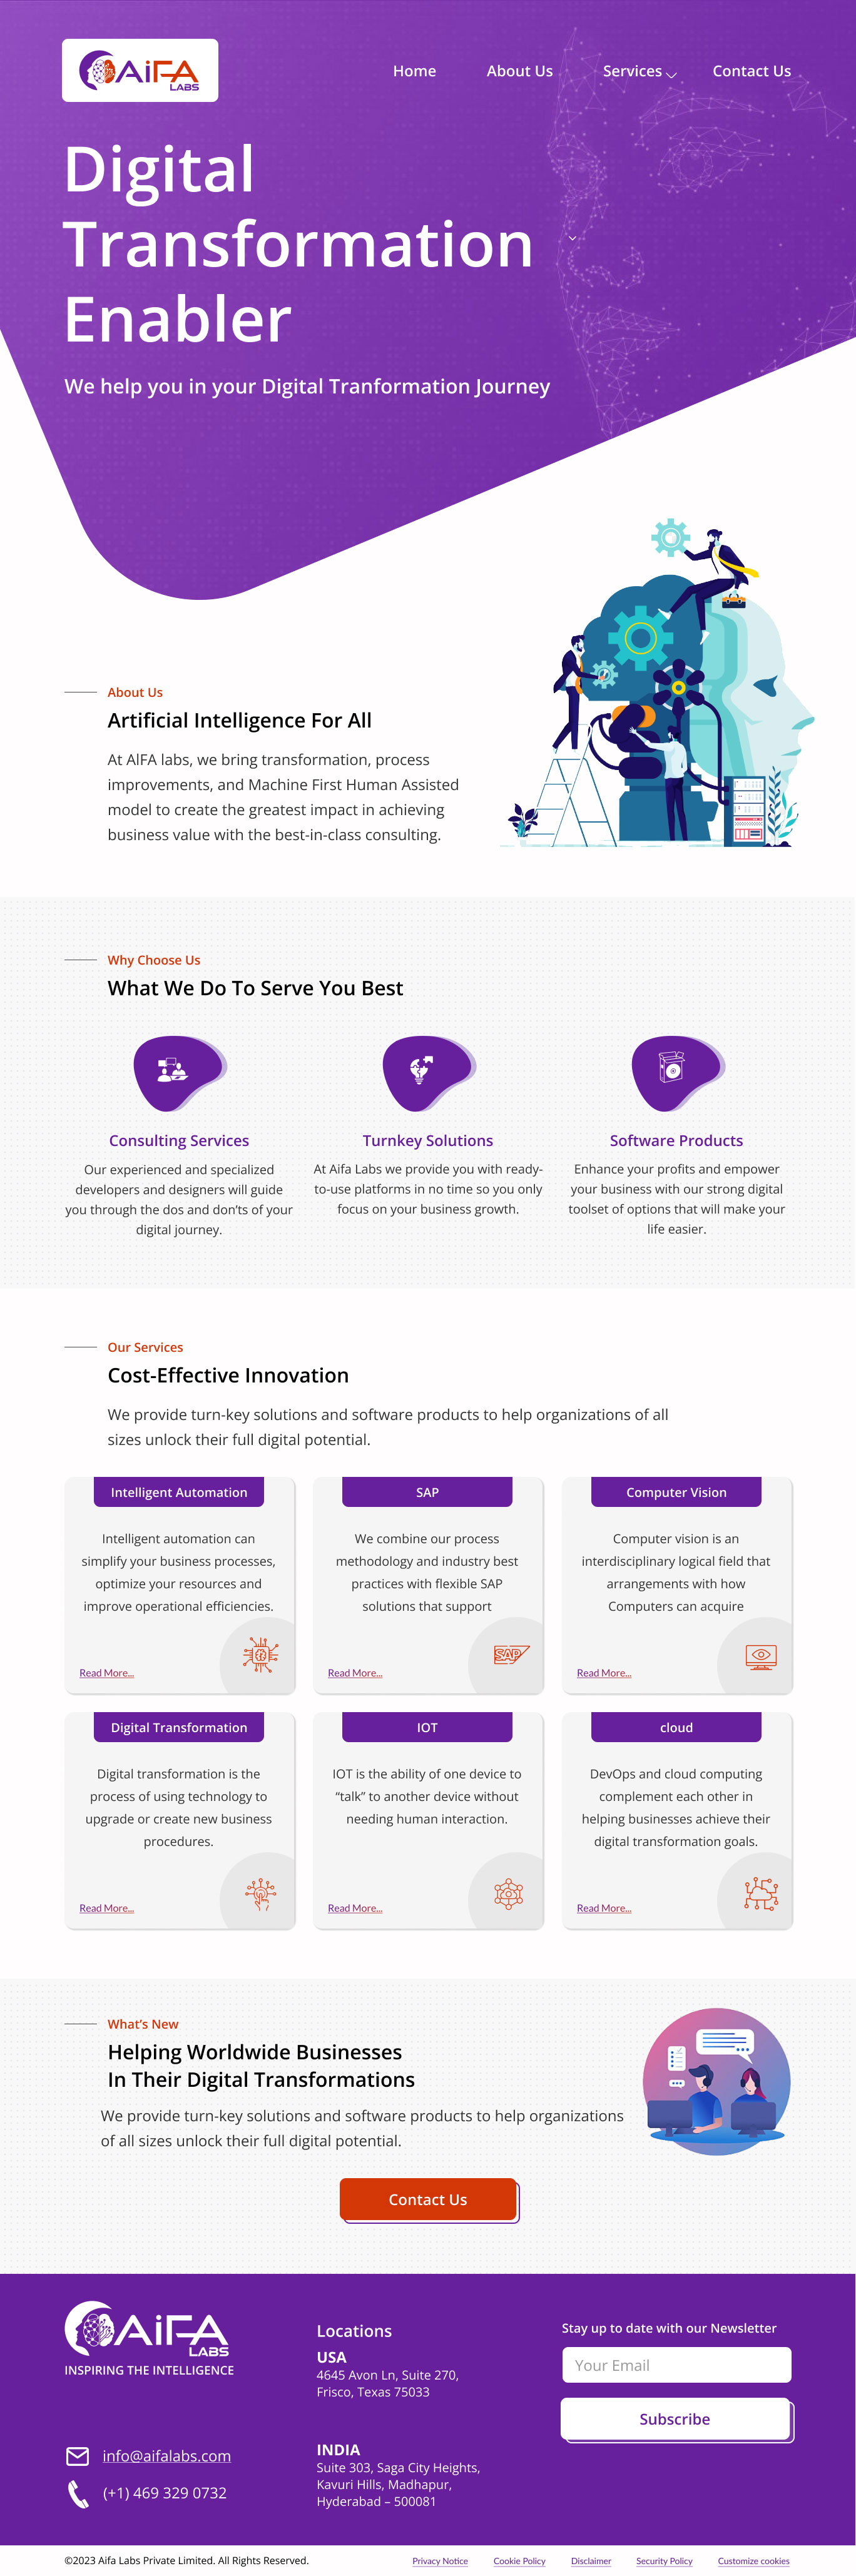 AiFA
LABS
Home
About Us
Services
Contact Us
Digital
Transformation
Enabler
We help you in your Digital Tranformation Journey
About Us
Artificial Intelligence For All
At AIFA labs, we bring transformation, process
improvements, and Machine First Human Assisted
model to create the greatest impact in achieving
business value with the best-in-class consulting.
Why Choose Us
What We Do To Serve You Best
Consulting Services
Our experienced and specialized
developers and designers will guide
you through the dos and don'ts of your
digital journey.
Turnkey Solutions
At Aifa Labs we provide you with ready-
to-use platforms in no time so you only
focus on your business growth.
Software Products
Enhance your profits and empower
your business with our strong digital
toolset of options that will make your
life easier.
Our Services
Cost-Effective Innovation
We provide turn-key solutions and software products to help organizations of all
sizes unlock their full digital potential.
Intelligent Automation
Intelligent automation can
simplify your business processes,
optimize your resources and
improve operational efficiencies.
Read More...
SAP
We combine our process
methodology and industry best
practices with flexible SAP
solutions that support
SAP
Read More...
Computer Vision
Computer vision is an
interdisciplinary logical field that
arrangements with how
Computers can acquire
Read More...
Digital Transformation
Digital transformation is the
process of using technology to
upgrade or create new business
procedures.
Read More...
IOT
IOT is the ability of one device to
“talk” to another device without
needing human interaction.
Read More...
cloud
DevOps and cloud computing
complement each other in
helping businesses achieve their
digital transformation goals.
Read More...
What's New
Helping Worldwide Businesses
In Their Digital Transformations
We provide turn-key solutions and software products to help organizations
of all sizes unlock their full digital potential.
Contact Us
AiFA
LABS
INSPIRING THE INTELLIGENCE
info@aifalabs.com
(+1) 469 329 0732
Locations
USA
4645 Avon Ln, Suite 270,
Frisco, Texas 75033
INDIA
Suite 303, Saga City Heights,
Kavuri Hills, Madhapur,
Hyderabad – 500081
Stay up to date with our Newsletter
Your Email
Subscribe
©2023 Aifa Labs Private Limited. All Rights Reserved.
Privacy Notice
Cookie Policy
Disclaimer
Security Policy
Customize cookies